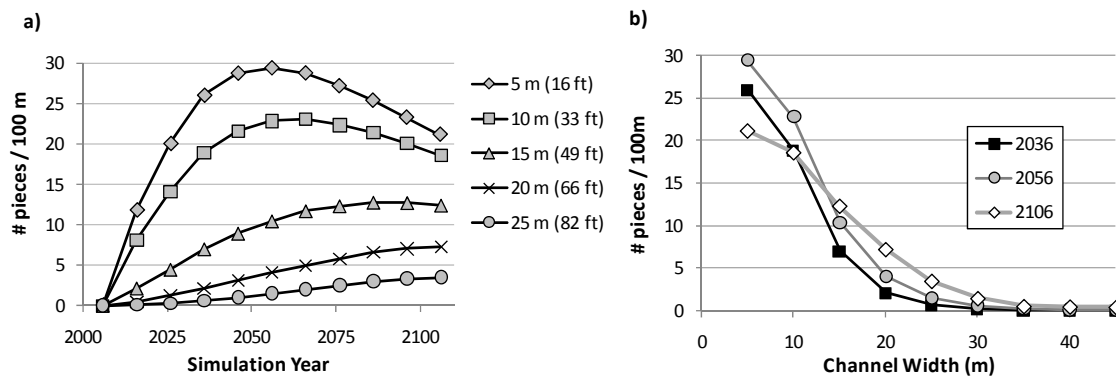 a)
# pieces / 100 m
30
25
20
15
10
5
0
2000
2025
2050
2075
2100
Simulation Year
5 m (16 ft)
10 m (33 ft)
15 m (49 ft)
20 m (66 ft)
25 m (82 ft)
b)
# pieces / 100m
30
25
20
15
10
5
0
0
10
20
30
40
Channel Width (m)
2036
2056
2106